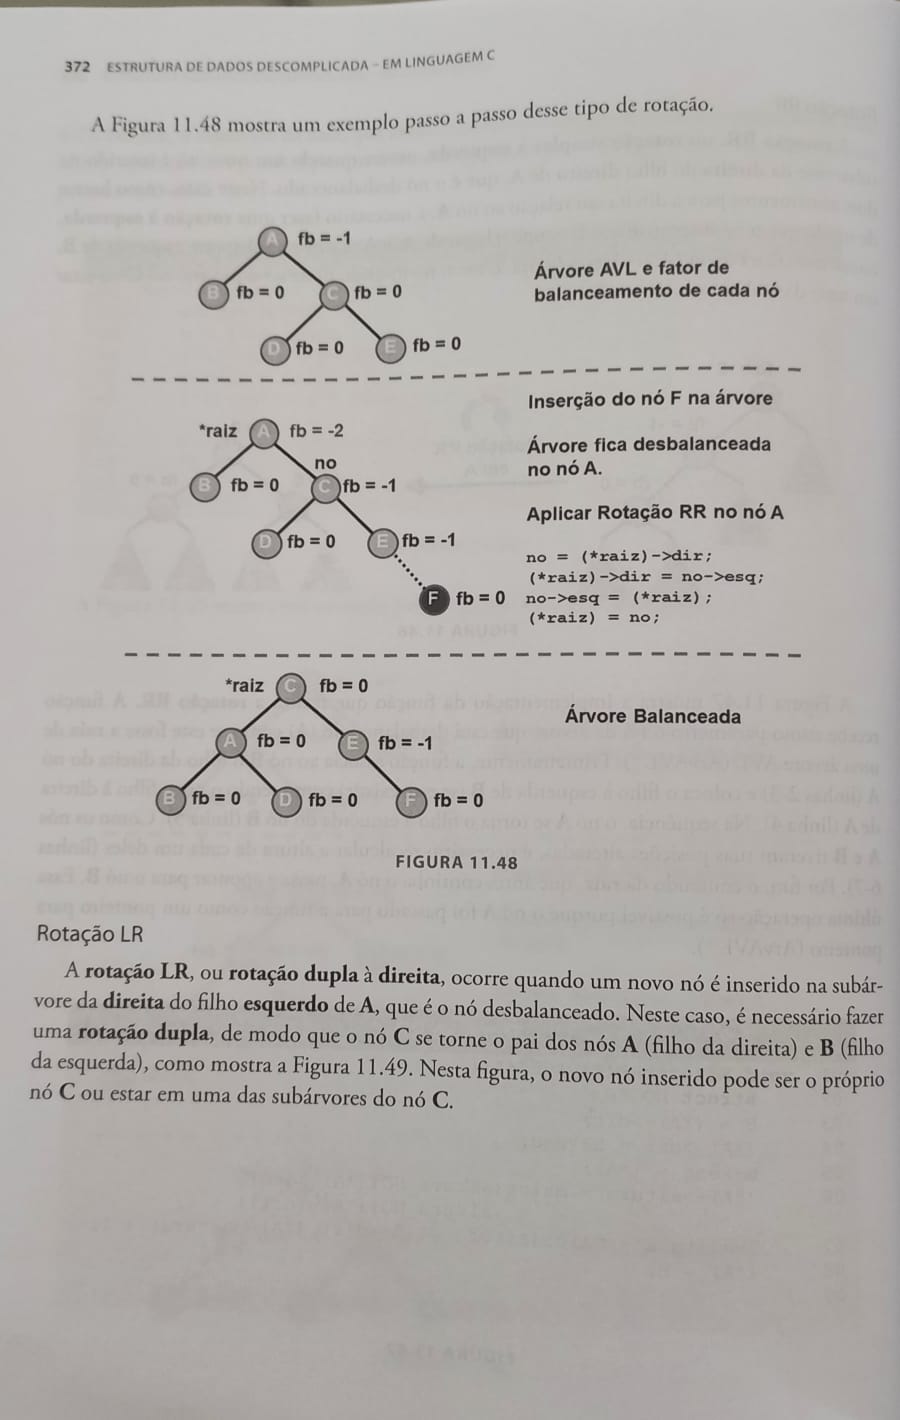 372 ESTRUTURA DE DADOS DESCOMPLICADA – EM LINGUAGEM C
A Figura 11.48 mostra um exemplo passo a passo desse tipo de rotação.
A fb = -1
B fb = 0 C fb = 0
D fb = 0 E fb = 0
Árvore AVL e fator de
balanceamento de cada nó
*raiz A fb = -2
no
B fb = 0 C fb = -1
D fb = 0 E fb = -1
F fb = 0
Inserção do nó F na árvore
Árvore fica desbalanceada
no nó A.
Aplicar Rotação RR no nó A
no = (*raiz)->dir;
(*raiz)->dir = no->esq;
no->esq = (*raiz);
(*raiz) = no;
*raiz C fb = 0
A fb = 0 E fb = -1
B fb = 0 D fb = 0 F fb = 0
Árvore Balanceada
FIGURA 11.48
Rotação LR
A rotação LR, ou rotação dupla à direita, ocorre quando um novo nó é inserido na subár-
vore da direita do filho esquerdo de A, que é o nó desbalanceado. Neste caso, é necessário fazer
uma rotação dupla, de modo que o nó C se torne o pai dos nós A (filho da direita) e B (filho
da esquerda), como mostra a Figura 11.49. Nesta figura, o novo nó inserido pode ser o próprio
nó C ou estar em uma das subárvores do nó C.